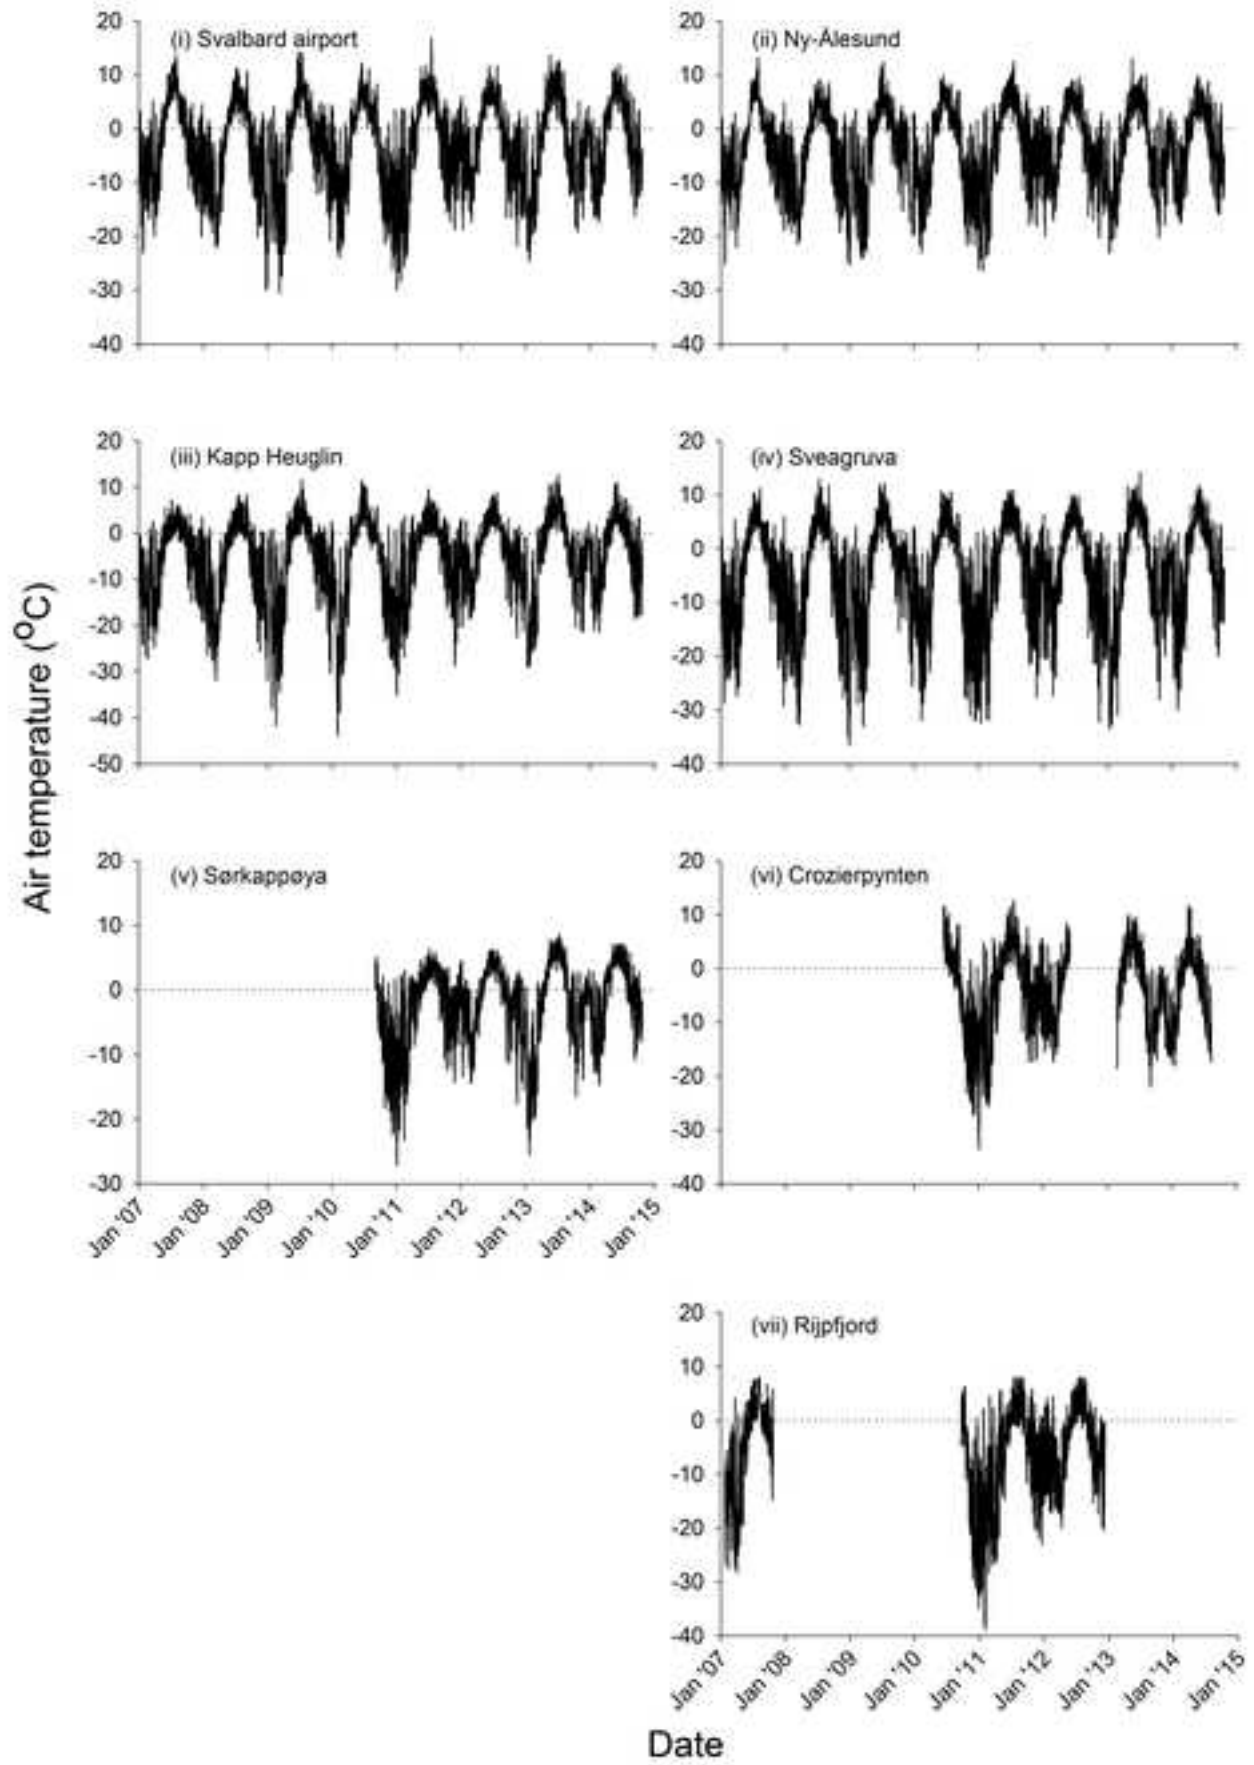 20
10
0
-10
-20
-30
-40
(i) Svalbard airport
20
10
0
-10
-20
-30
-40
(ii) Ny-Ålesund
20
10
0
-10
-20
-30
-40
-50
(iii) Kapp Heuglin
20
10
0
-10
-20
-30
-40
(iv) Sveagruva
Air temperature (ºC)
20
10
0
-10
-20
-30
(v) Sørkappøya
Jan '07
Jan '08
Jan '09
Jan '10
Jan '11
Jan '12
Jan '13
Jan '14
Jan '15
20
10
0
-10
-20
-30
-40
(vi) Crozierpynten
20
10
0
-10
-20
-30
-40
(vii) Rijpfjord
Jan '07
Jan '08
Jan '09
Jan '10
Jan '11
Jan '12
Jan '13
Jan '14
Jan '15
Date